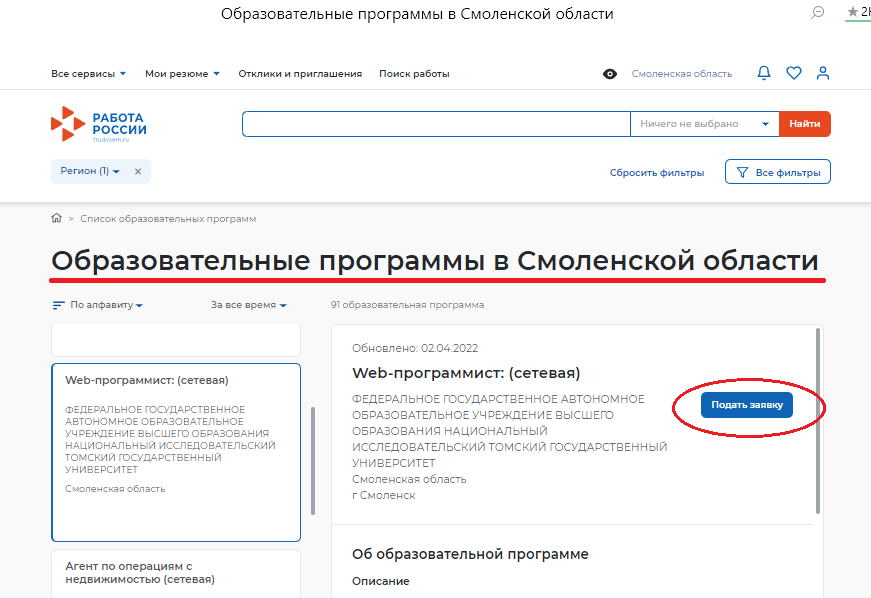 Образовательные программы в Смоленской области
Все сервисы
Мои резюме
Отклики и приглашения
Поиск работы
Смоленская область
РАБОТА
РОССИИ
trudvsem.ru
Ничего не выбрано
Найти
Регион (1)
×
Сбросить фильтры
Все фильтры
> Список образовательных программ
Образовательные программы в Смоленской области
По алфавиту
За все время
91 образовательная программа
Web-программист: (сетевая)
ФЕДЕРАЛЬНОЕ ГОСУДАРСТВЕННОЕ
АВТОНОМНОЕ ОБРАЗОВАТЕЛЬНОЕ
УЧРЕЖДЕНИЕ ВЫСШЕГО ОБРАЗОВАНИЯ
НАЦИОНАЛЬНЫЙ ИССЛЕДОВАТЕЛЬСКИЙ
ТОМСКИЙ ГОСУДАРСТВЕННЫЙ
УНИВЕРСИТЕТ
Смоленская область
Агент по операциям с
недвижимостью (сетевая)
Обновлено: 02.04.2022
Web-программист: (сетевая)
ФЕДЕРАЛЬНОЕ ГОСУДАРСТВЕННОЕ АВТОНОМНОЕ
ОБРАЗОВАТЕЛЬНОЕ УЧРЕЖДЕНИЕ ВЫСШЕГО
ОБРАЗОВАНИЯ НАЦИОНАЛЬНЫЙ
ИССЛЕДОВАТЕЛЬСКИЙ ТОМСКИЙ ГОСУДАРСТВЕННЫЙ
УНИВЕРСИТЕТ
Смоленская область
г Смоленск
Подать заявку
Об образовательной программе
Описание